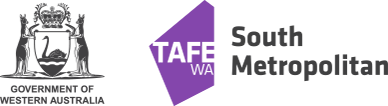 GOVERNMENT OF
WESTERN AUSTRALIA
TAFE
WA
South
Metropolitan